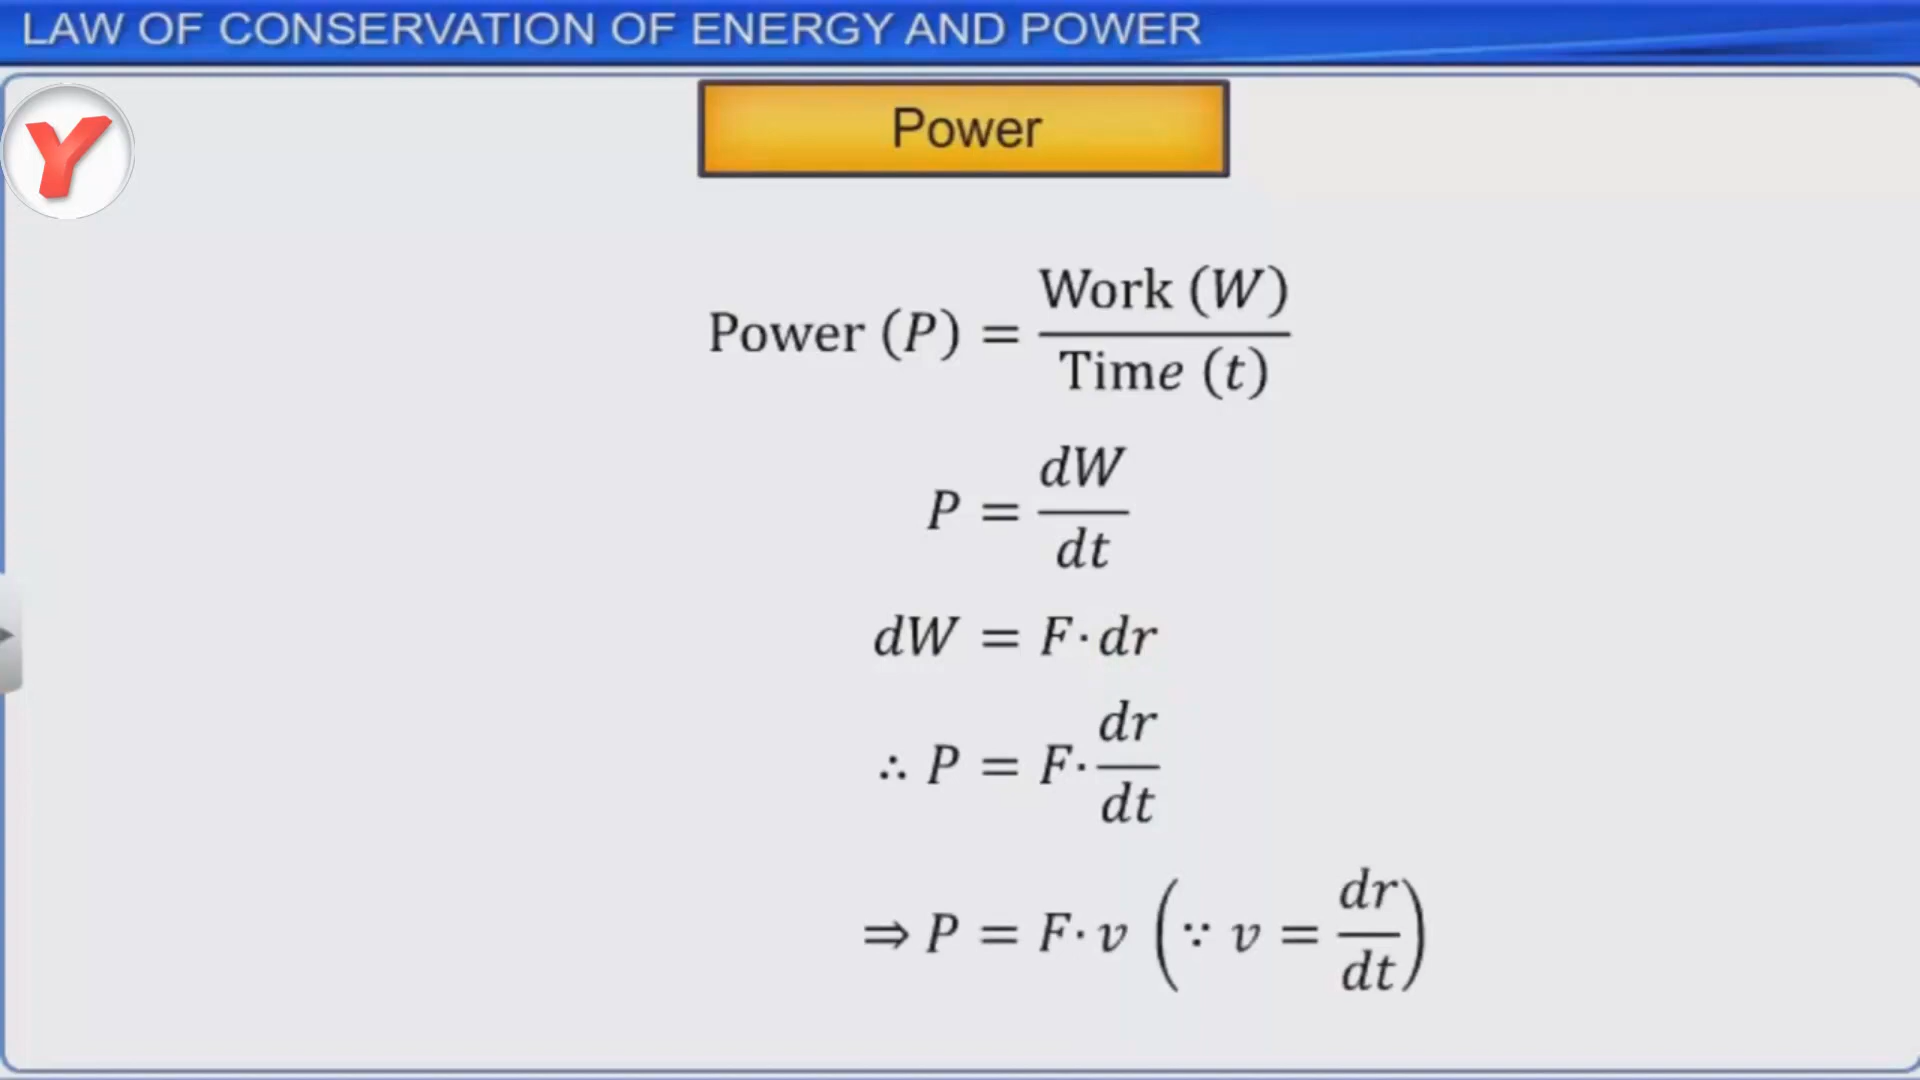 LAW OF CONSERVATION OF ENERGY AND POWER
Y
Power
Power (P) = Work (W) / Time (t)
P = dW / dt
dW = F · dr
∴ P = F · dr / dt
⇒ P = F · v (∵ v = dr / dt)